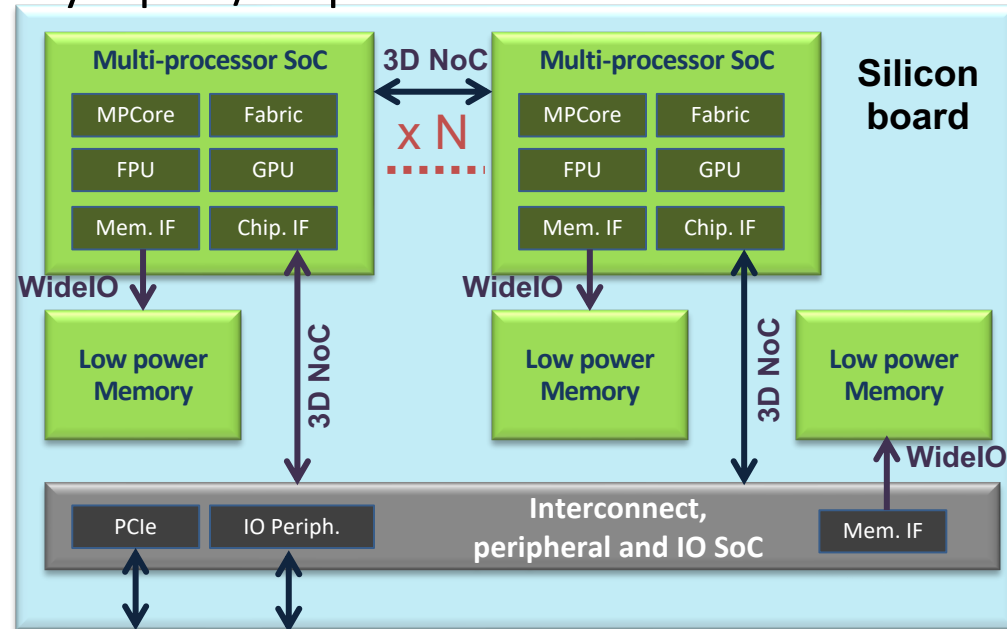 Multi-processor SoC
3D NoC
Multi-processor SoC
Silicon
board
MPCore
Fabric
x N
MPCore
Fabric
FPU
GPU
FPU
GPU
Mem. IF
Chip. IF
Mem. IF
Chip. IF
WideIO
WideIO
3D NoC
3D NoC
Low power
Memory
Low power
Memory
Low power
Memory
WideIO
PCIe
IO Periph.
Interconnect,
peripheral and IO SoC
Mem. IF